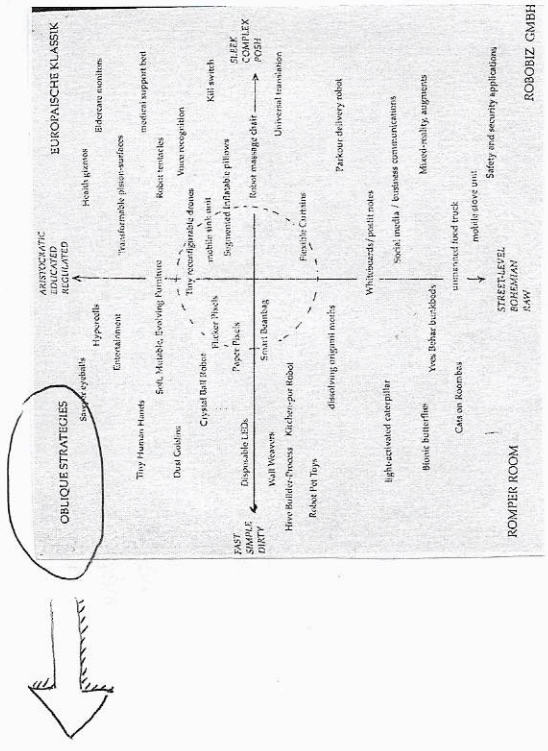 OBLIQUE STRATEGIES
ARISTOCRATIC
EDUCATED
REGULATED
EUROPAISCHE KLASSIK
eyeballs
Health gizmos
Hypercells
Eldercare monitors
Entertainment
Transformable piston-surfaces
Tiny Human Hands
medical support bed
Soft, Mutable, Evolving Furniture
Robot tentacles
Dust Goblins
Voice recognition
Tiny reconfigurable drones
Crystal Ball Robot
mobile sink unit
Kill switch
Flicker Pixels
Segmented Inflatable pillows
Paper Pixels
Disposable LEDs
FAST
SIMPLE
DIRTY
Robot massage chair
SLEEK
COMPLEX
POSH
Smart Beanbag
Wall Weavers
Universal translation
Hive Builder-Process
Kitchen-pot Robot
Flexible Curtains
Robot Pet Toys
dissolving origami moths
Parkour delivery robot
Whiteboards/postit notes
light-activated caterpillar
Social media / business communications
Bionic butterflies
Yves Behar bunkbeds
Mixed-reality, augments
Cats on Roombas
unmanned food truck
mobile stove unit
Safety and security applications
STREET-LEVEL
BOHEMIAN
RAW
ROMPER ROOM
ROBOBIZ GMBH